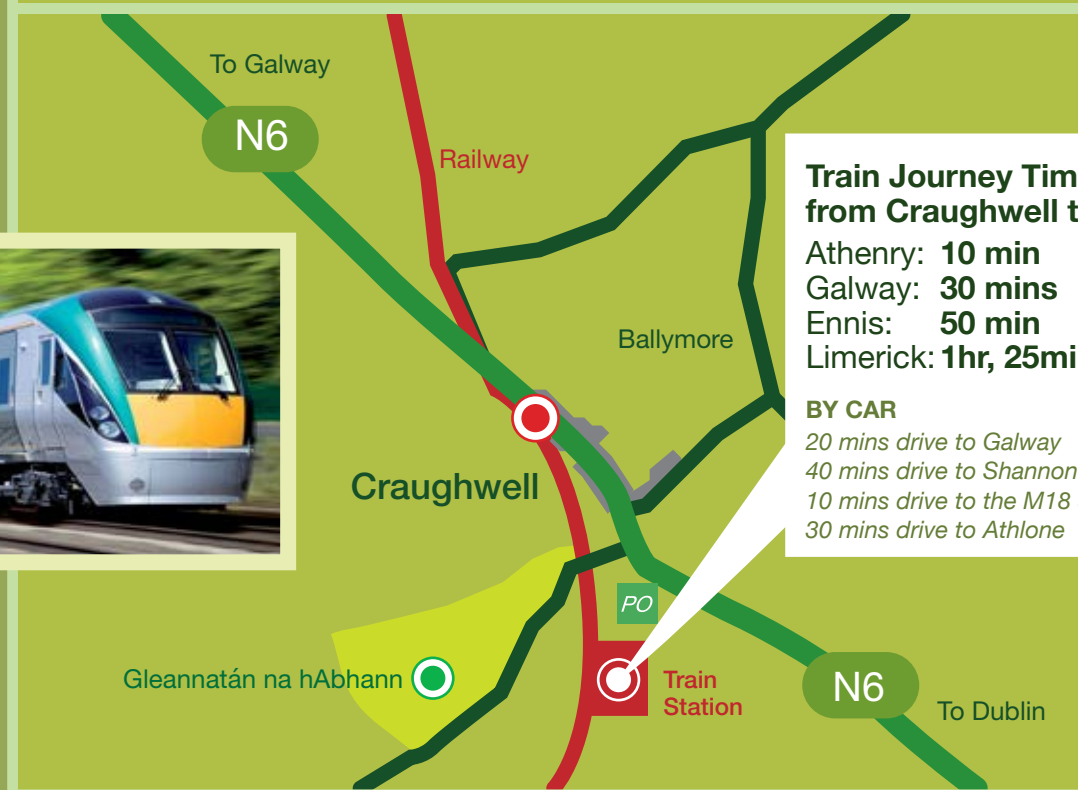 To Galway
N6
Railway
Train Journey Tim
from Craughwell t
Athenry: 10 min
Galway: 30 mins
Ennis: 50 min
Limerick: 1hr, 25mi
BY CAR
20 mins drive to Galway
40 mins drive to Shannon
10 mins drive to the M18
30 mins drive to Athlone
Ballymore
Craughwell
PO
Gleannatán na hAbhann
Train
Station
N6
To Dublin